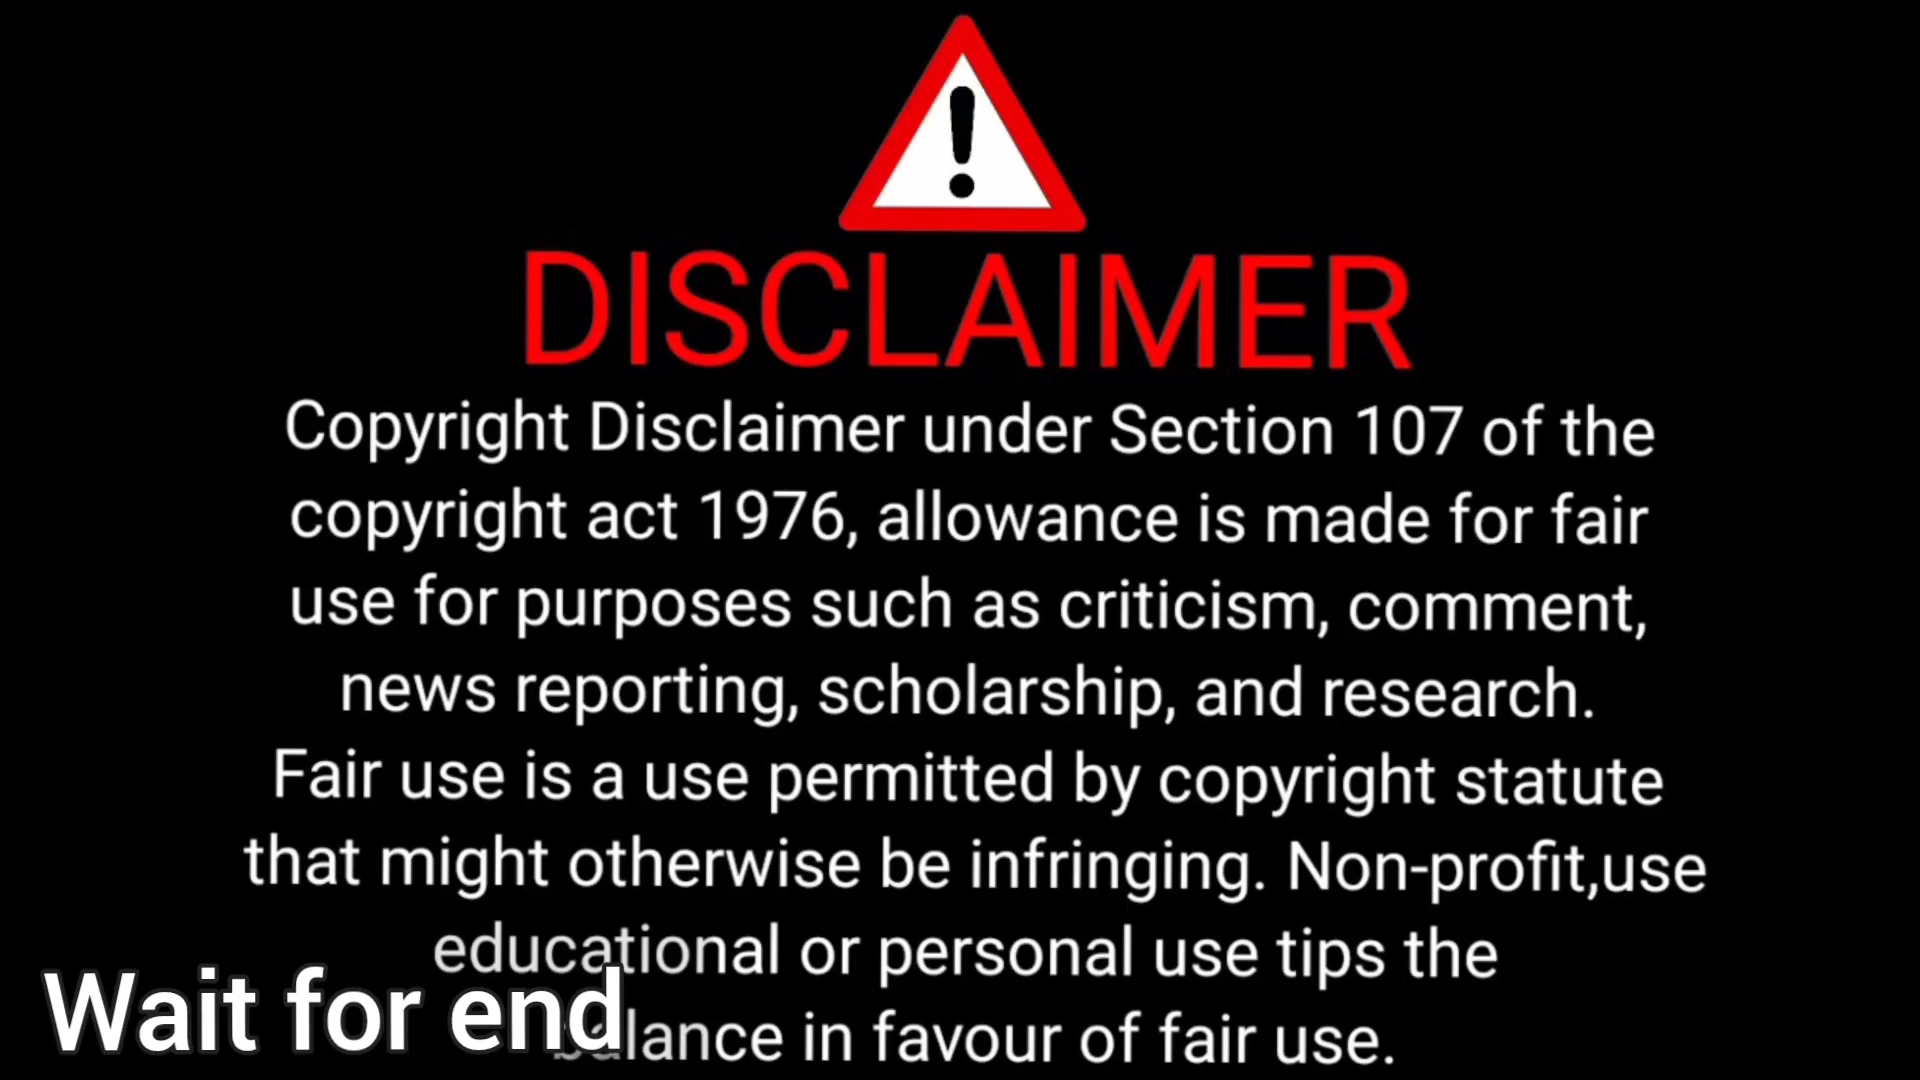 DISCLAIMER
Copyright Disclaimer under Section 107 of the
copyright act 1976, allowance is made for fair
use for purposes such as criticism, comment,
news reporting, scholarship, and research.
Fair use is a use permitted by copyright statute
that might otherwise be infringing. Non-profit,use
educational or personal use tips the
balance in favour of fair use.
Wait for end